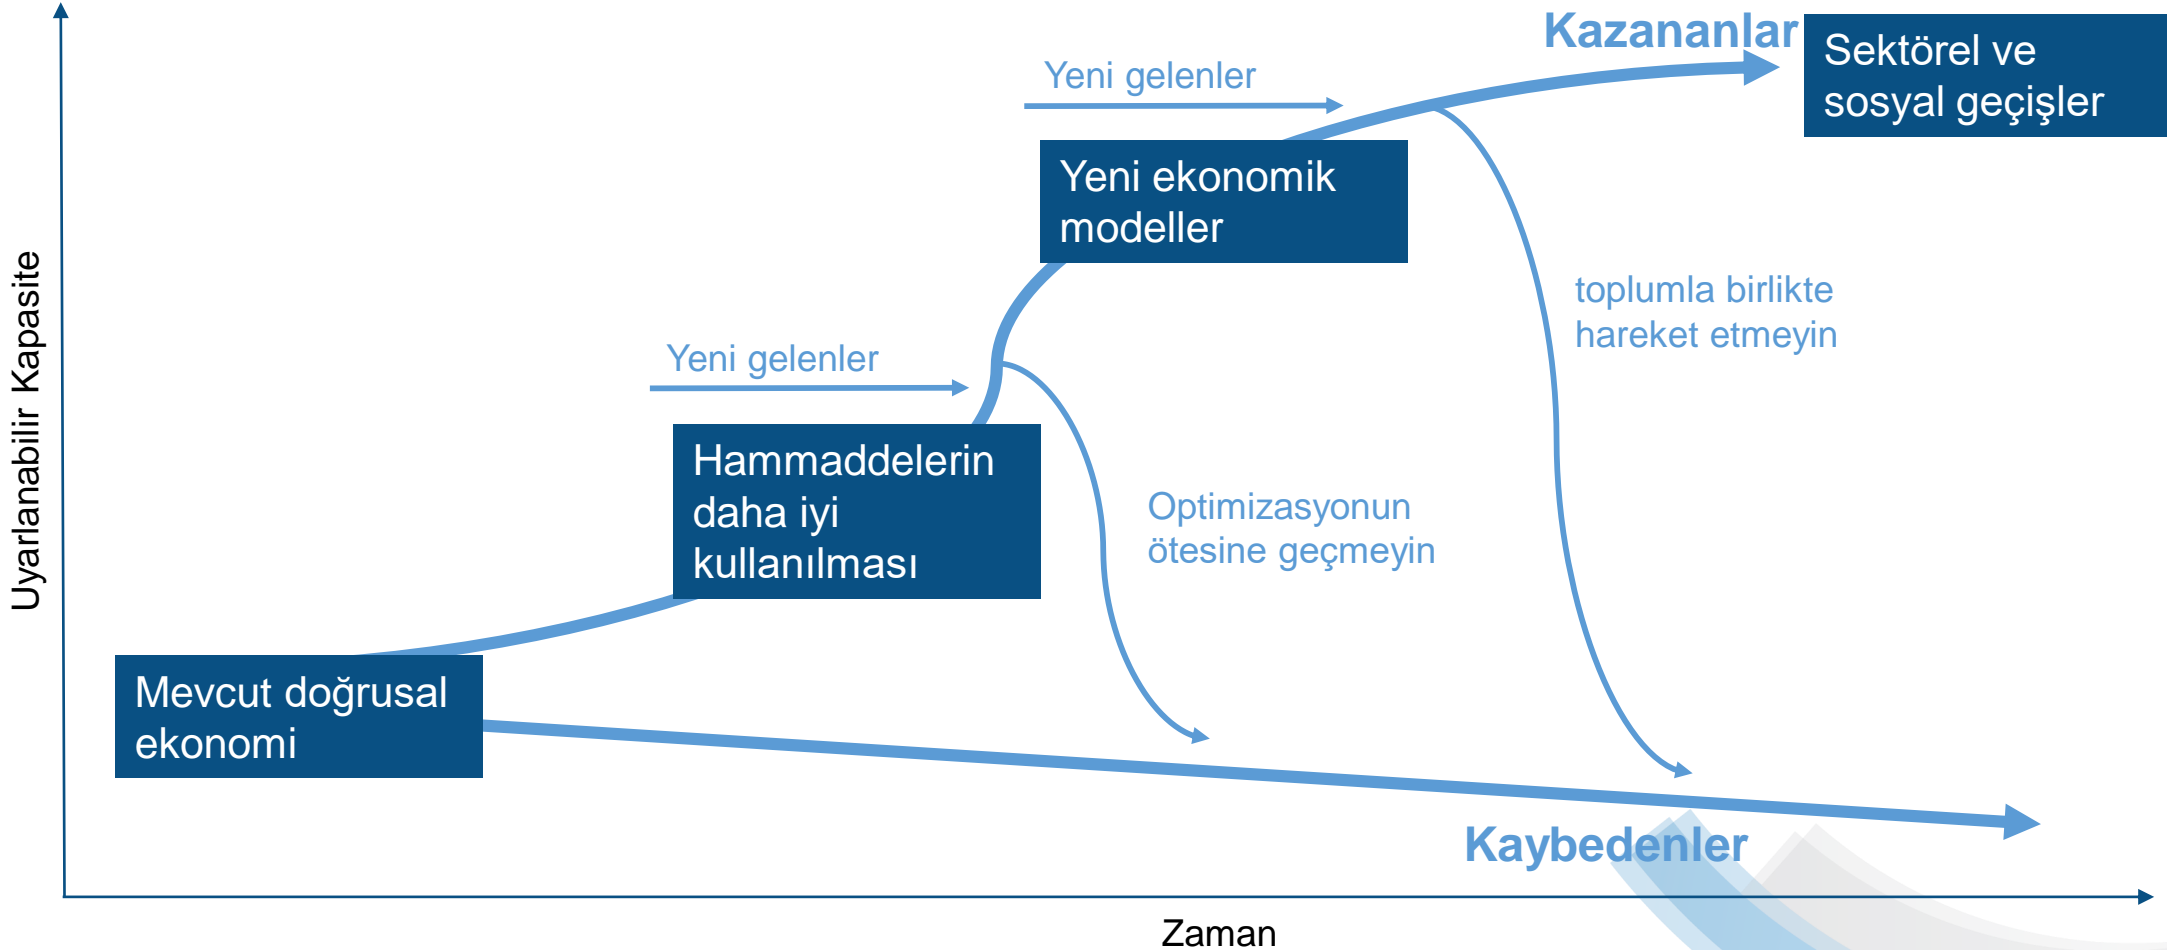 Kazananlar
Sektörel ve
sosyal geçişler
Yeni gelenler
Yeni ekonomik
modeller
toplumla birlikte
hareket etmeyin
Yeni gelenler
Hammaddelerin
daha iyi
kullanılması
Optimizasyonun
ötesine geçmeyin
Uyarlanabilir Kapasite
Mevcut doğrusal
ekonomi
Kaybedenler
Zaman